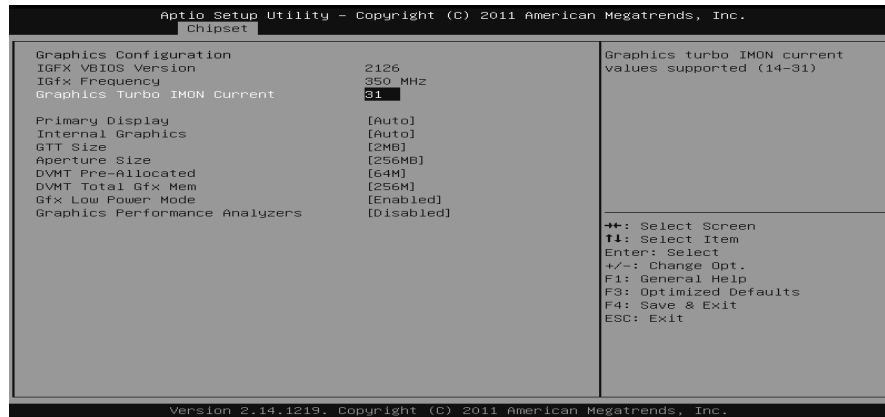 Aptio Setup Utility – Copyright (C) 2011 American Megatrends, Inc.
Chipset
Graphics Configuration
IGFX VBIOS Version 2126
IGfx Frequency 350 MHz
Graphics Turbo IMON Current 31
Primary Display [Auto]
Internal Graphics [Auto]
GTT Size [2MB]
Aperture Size [256MB]
DVMT Pre-Allocated [64M]
DVMT Total Gfx Mem [256M]
Gfx Low Power Mode [Enabled]
Graphics Performance Analyzers [Disabled]
Graphics turbo IMON current
values supported (14-31)
→←: Select Screen
↑↓: Select Item
Enter: Select
+/-: Change Opt.
F1: General Help
F3: Optimized Defaults
F4: Save & Exit
ESC: Exit
Version 2.14.1219. Copyright (C) 2011 American Megatrends, Inc.